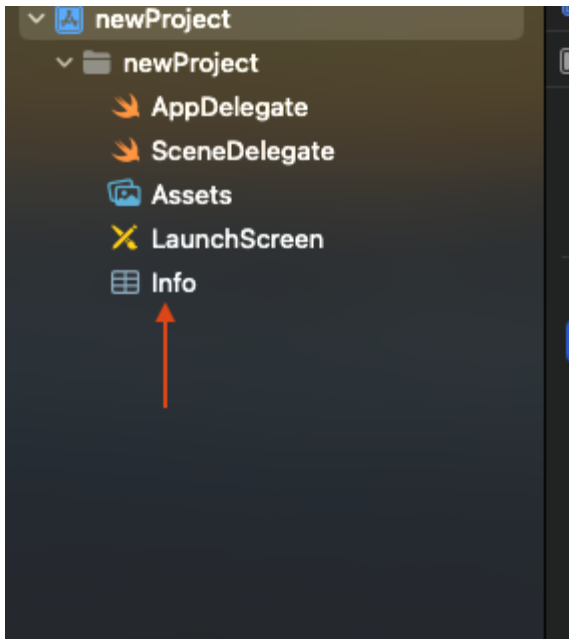 newProject
newProject
AppDelegate
SceneDelegate
Assets
LaunchScreen
Info